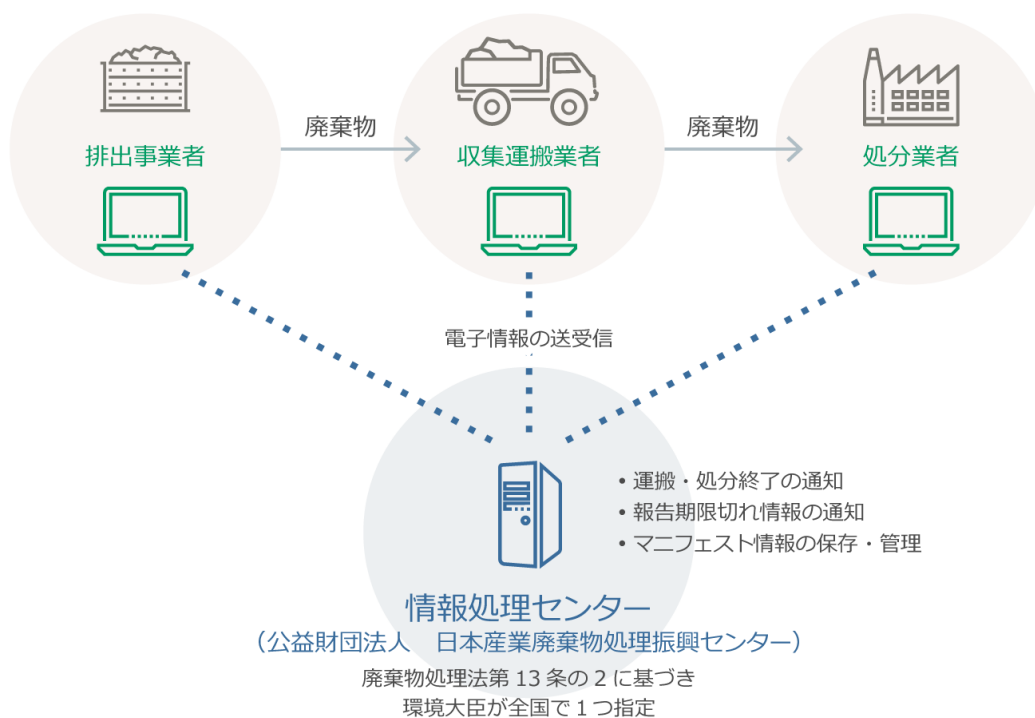 廃棄物
廃棄物
排出事業者
収集運搬業者
処分業者
電子情報の送受信
• 運搬・処分終了の通知
• 報告期限切れ情報の通知
• マニフェスト情報の保存・管理
情報処理センター
（公益財団法人　日本産業廃棄物処理振興センター）
廃棄物処理法第 13 条の 2 に基づき
環境大臣が全国で 1 つ指定